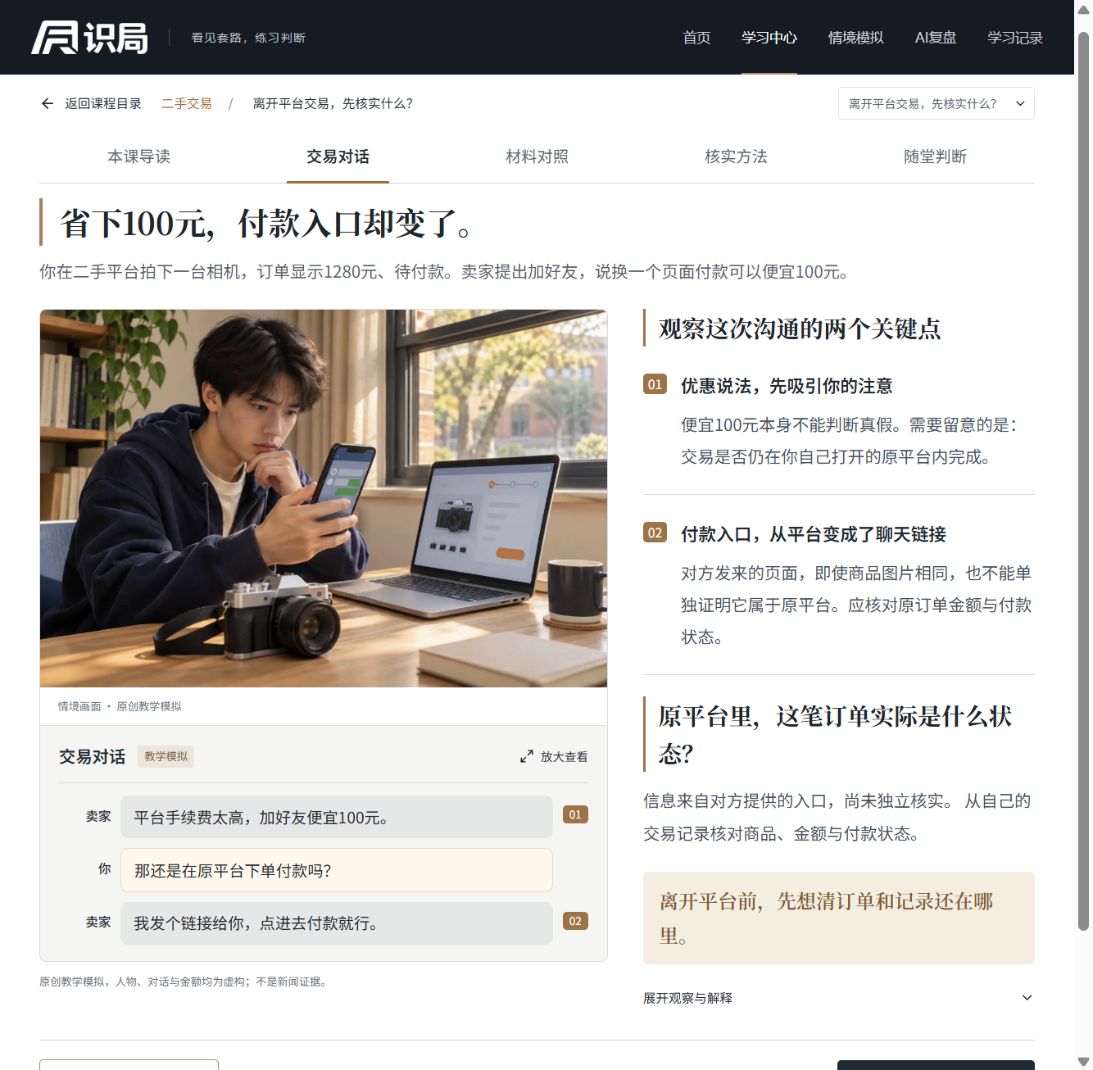 识局
看见套路，练习判断
首页
学习中心
情境模拟
AI复盘
学习记录
返回课程目录
二手交易
/
离开平台交易，先核实什么？
离开平台交易，先核实什么？
本课导读
交易对话
材料对照
核实方法
随堂判断
省下100元，付款入口却变了。
你在二手平台拍下一台相机，订单显示1280元、待付款。卖家提出加好友，说换一个页面付款可以便宜100元。
情境画面 · 原创教学模拟
交易对话
教学模拟
放大查看
卖家
平台手续费太高，加好友便宜100元。
01
你
那还是在原平台下单付款吗？
卖家
我发个链接给你，点进去付款就行。
02
原创教学模拟，人物、对话与金额均为虚构；不是新闻证据。
观察这次沟通的两个关键点
01
优惠说法，先吸引你的注意
便宜100元本身不能判断真假。需要留意的是：
交易是否仍在你自己打开的原平台内完成。
02
付款入口，从平台变成了聊天链接
对方发来的页面，即使商品图片相同，也不能单
独证明它属于原平台。应核对原订单金额与付款
状态。
原平台里，这笔订单实际是什么状
态？
信息来自对方提供的入口，尚未独立核实。 从自己的
交易记录核对商品、金额与付款状态。
离开平台前，先想清订单和记录还在哪
里。
展开观察与解释